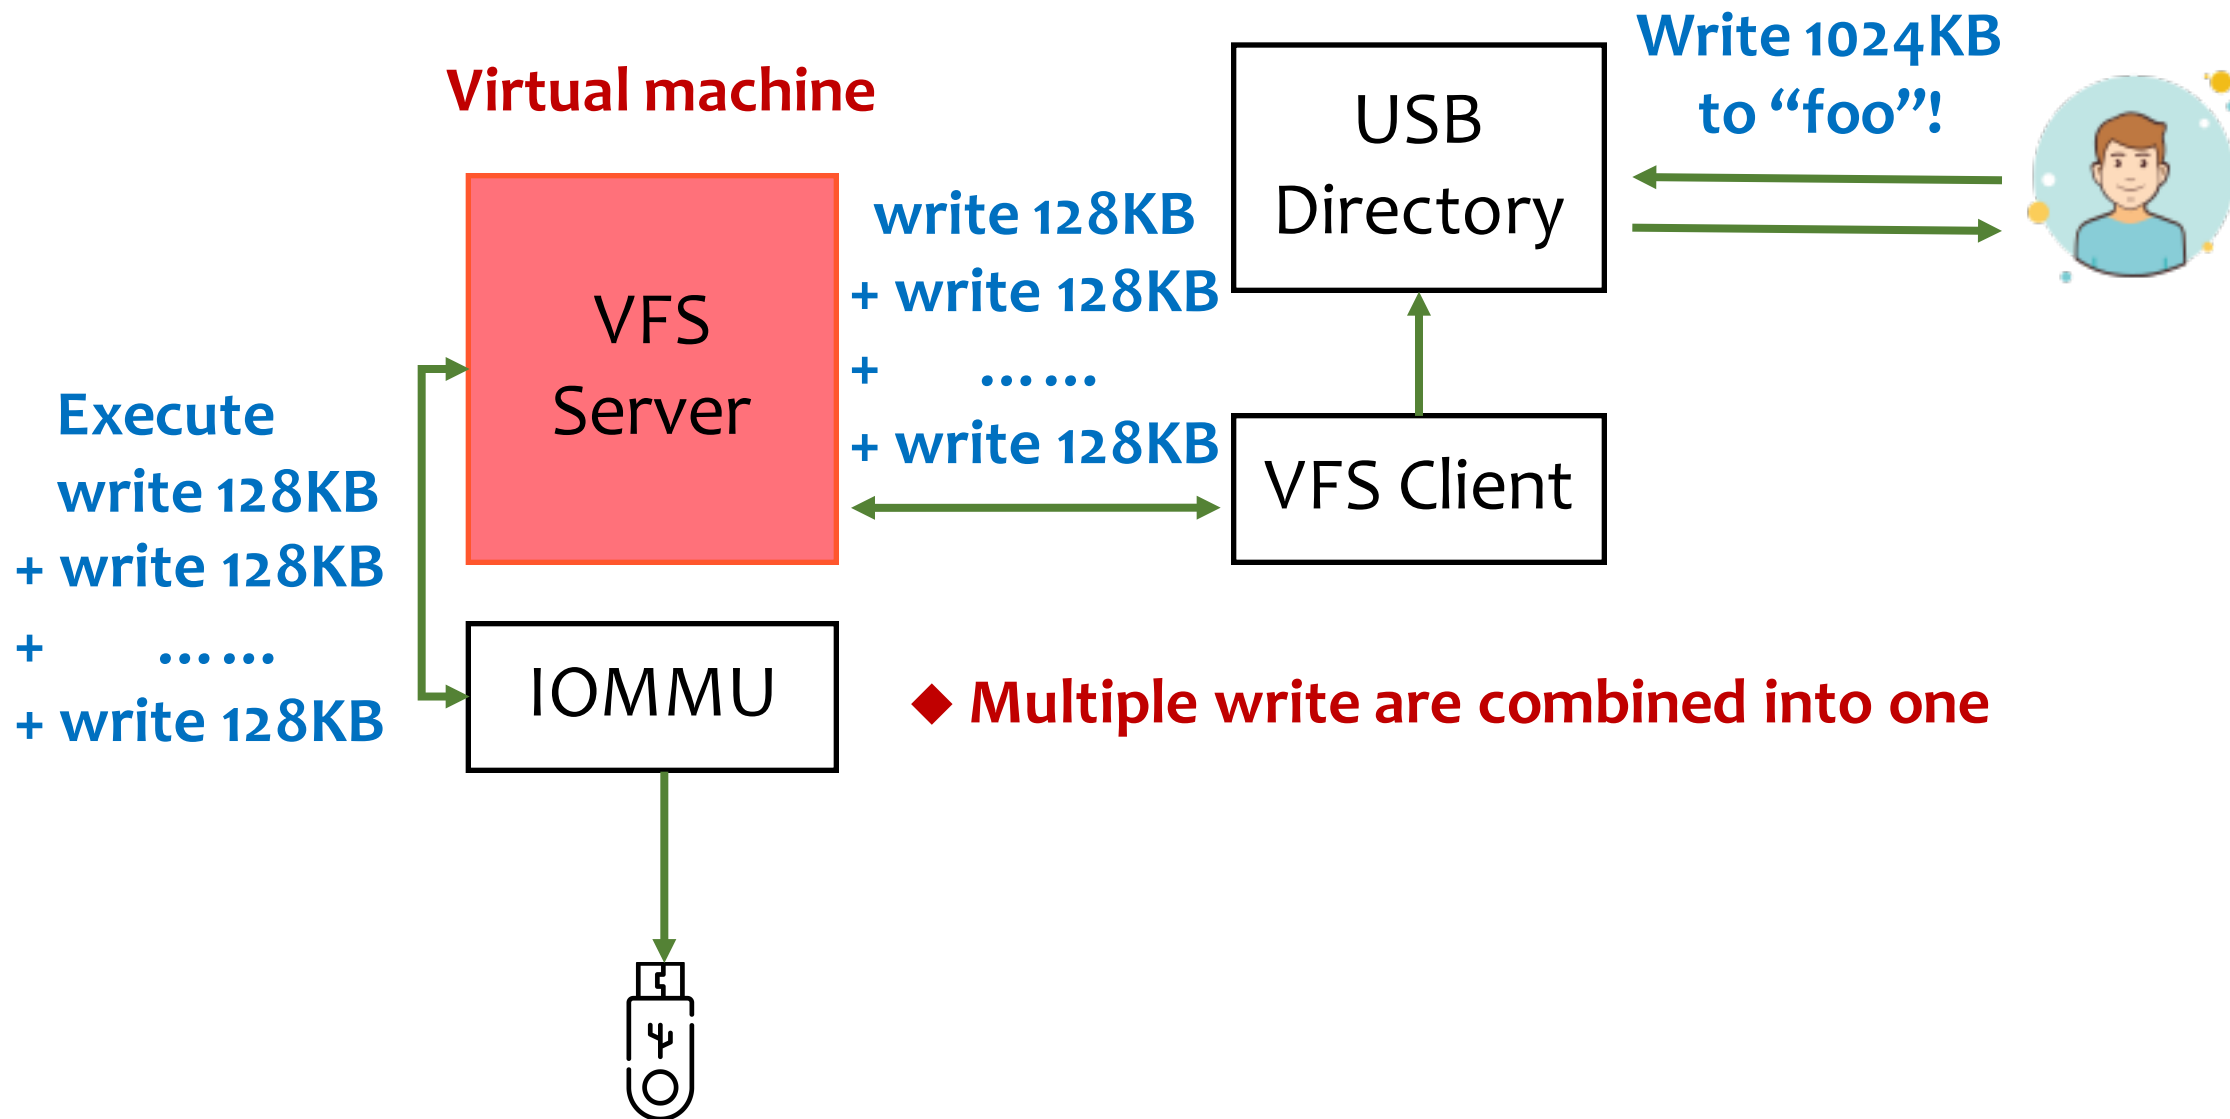 Write 1024KB
to “foo”!
Virtual machine
USB
Directory
write 128KB
+ write 128KB
+ ……
+ write 128KB
VFS
Server
VFS Client
Execute
write 128KB
+ write 128KB
+ ……
+ write 128KB
IOMMU
◆ Multiple write are combined into one